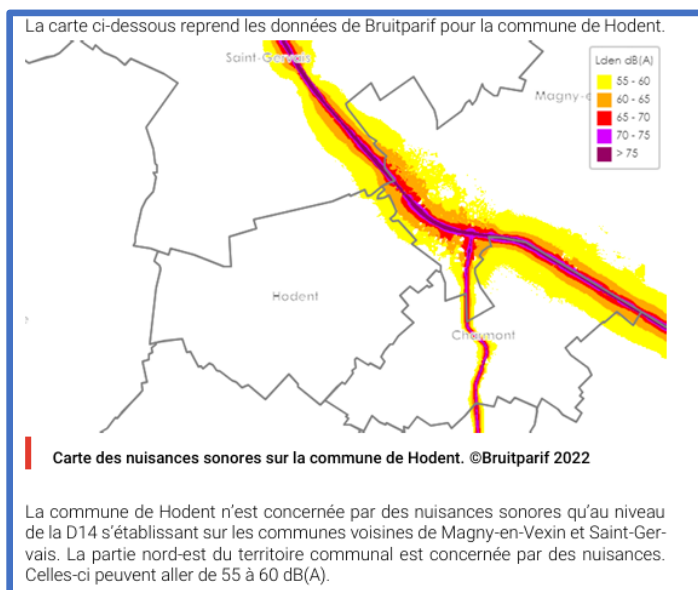 La carte ci-dessous reprend les données de Bruitparif pour la commune de Hodent.
Saint-Gervais
Lden dB(A)
55 - 60
60 - 65
65 - 70
70 - 75
> 75
Magny-e
Hodent
Chaumont
Carte des nuisances sonores sur la commune de Hodent. ©Bruitparif 2022
La commune de Hodent n’est concernée par des nuisances sonores qu’au niveau
de la D14 s’établissant sur les communes voisines de Magny-en-Vexin et Saint-Ger-
vais. La partie nord-est du territoire communal est concernée par des nuisances.
Celles-ci peuvent aller de 55 à 60 dB(A).